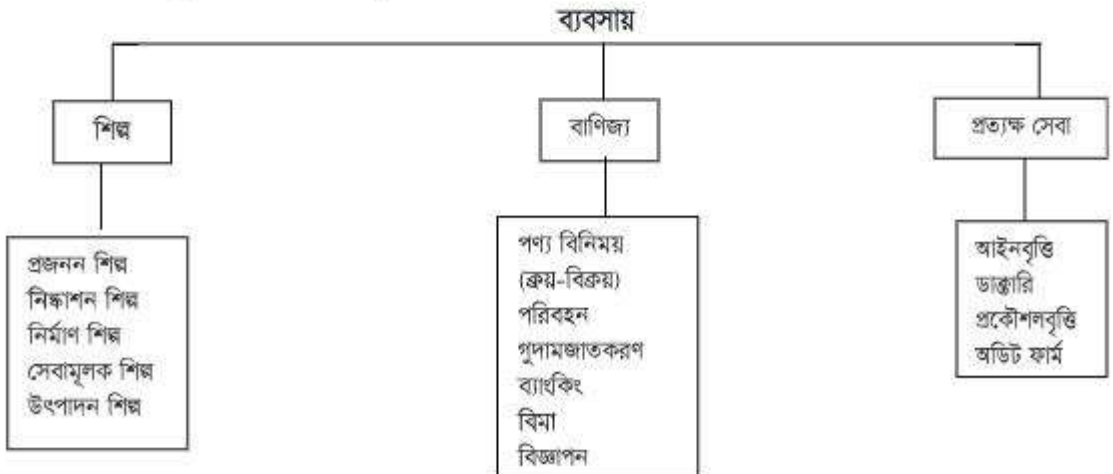 ব্যবসায়
শিল্প
বাণিজ্য
প্রত্যক্ষ সেবা
প্রজনন শিল্প
নিষ্কাশন শিল্প
নির্মাণ শিল্প
সেবামূলক শিল্প
উৎপাদন শিল্প
পণ্য বিনিময়
(ক্রয়-বিক্রয়)
পরিবহন
গুদামজাতকরণ
ব্যাংকিং
বিমা
বিজ্ঞাপন
আইনবৃত্তি
ডাক্তারি
প্রকৌশলবৃত্তি
অডিট ফার্ম